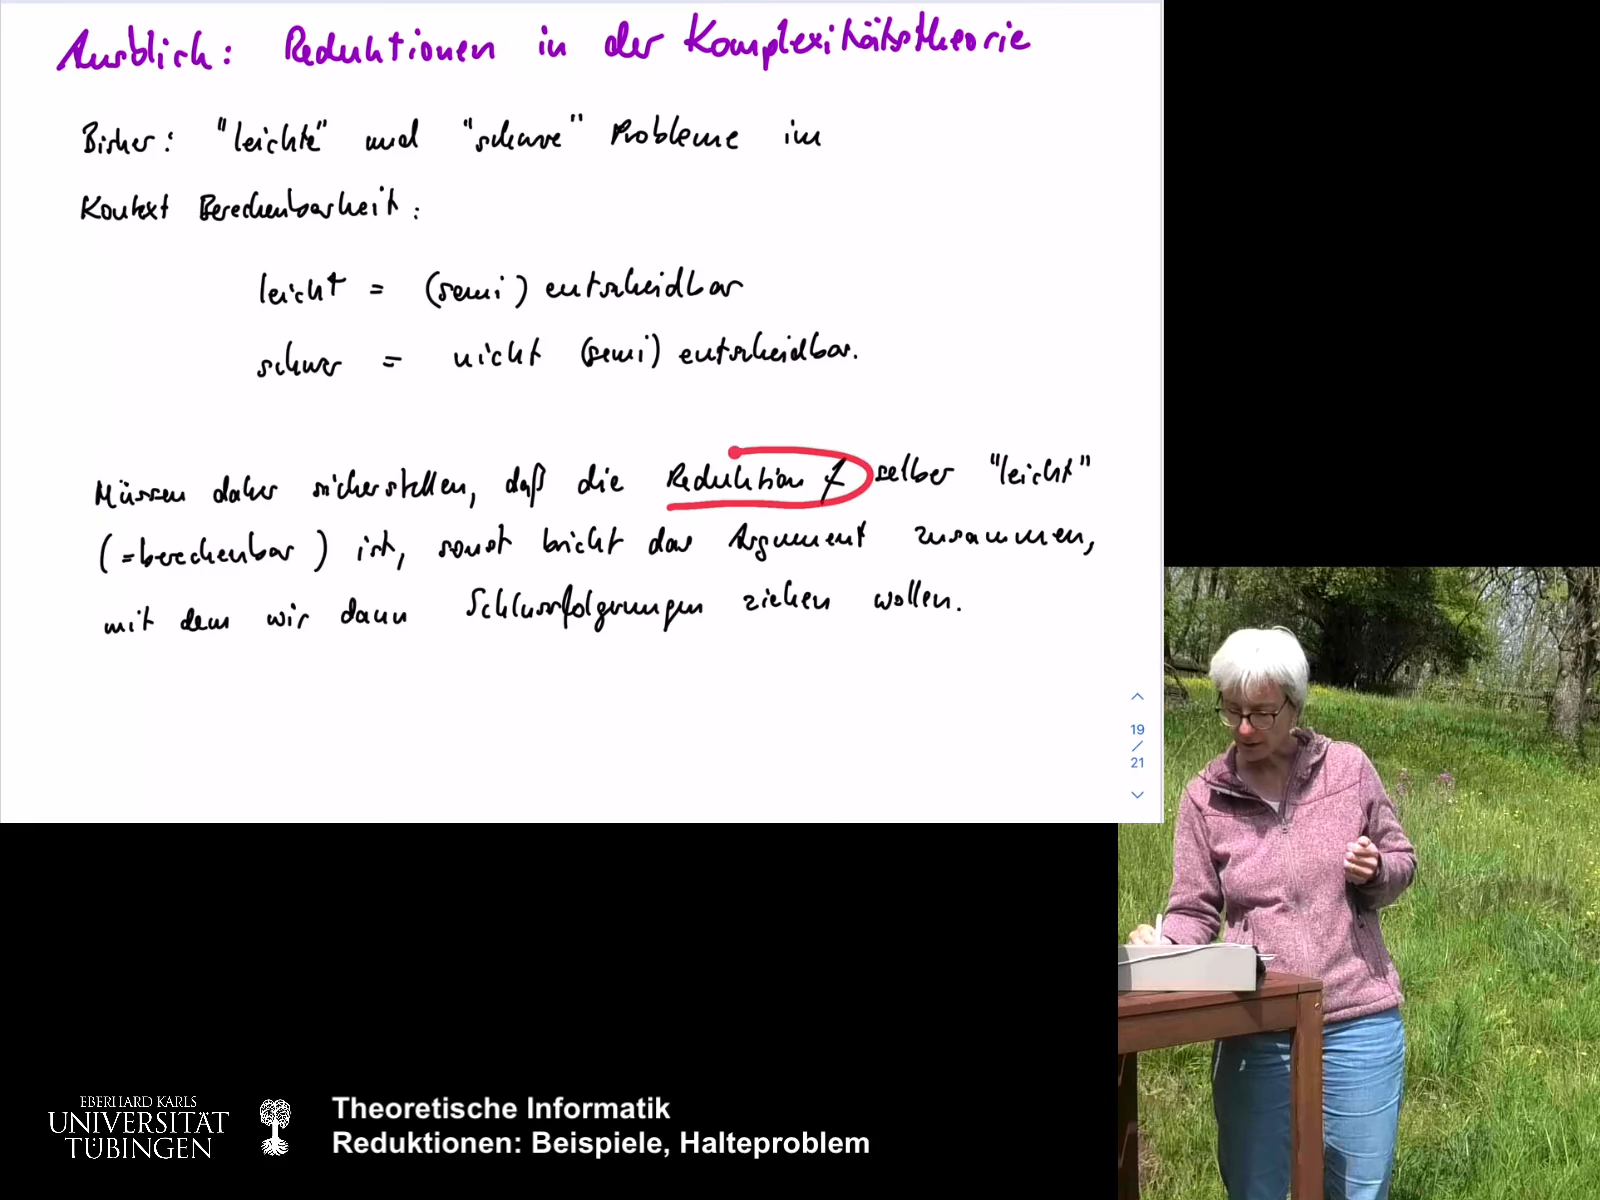 Ausblick: Reduktionen in der Komplexitätstheorie
Bisher: "leichte" und "schwere" Probleme im
Kontext Berechenbarkeit:
leicht = (semi) entscheidbar
schwer = nicht (semi) entscheidbar.
Müssen daher sicherstellen, daß die Reduktion f selber "leicht"
(=berechenbar) ist, sonst bricht das Argument zusammen,
mit dem wir dann Schlussfolgerungen ziehen wollen.
19
/
21
EBERHARD KARLS
UNIVERSITÄT
TÜBINGEN
Theoretische Informatik
Reduktionen: Beispiele, Halteproblem